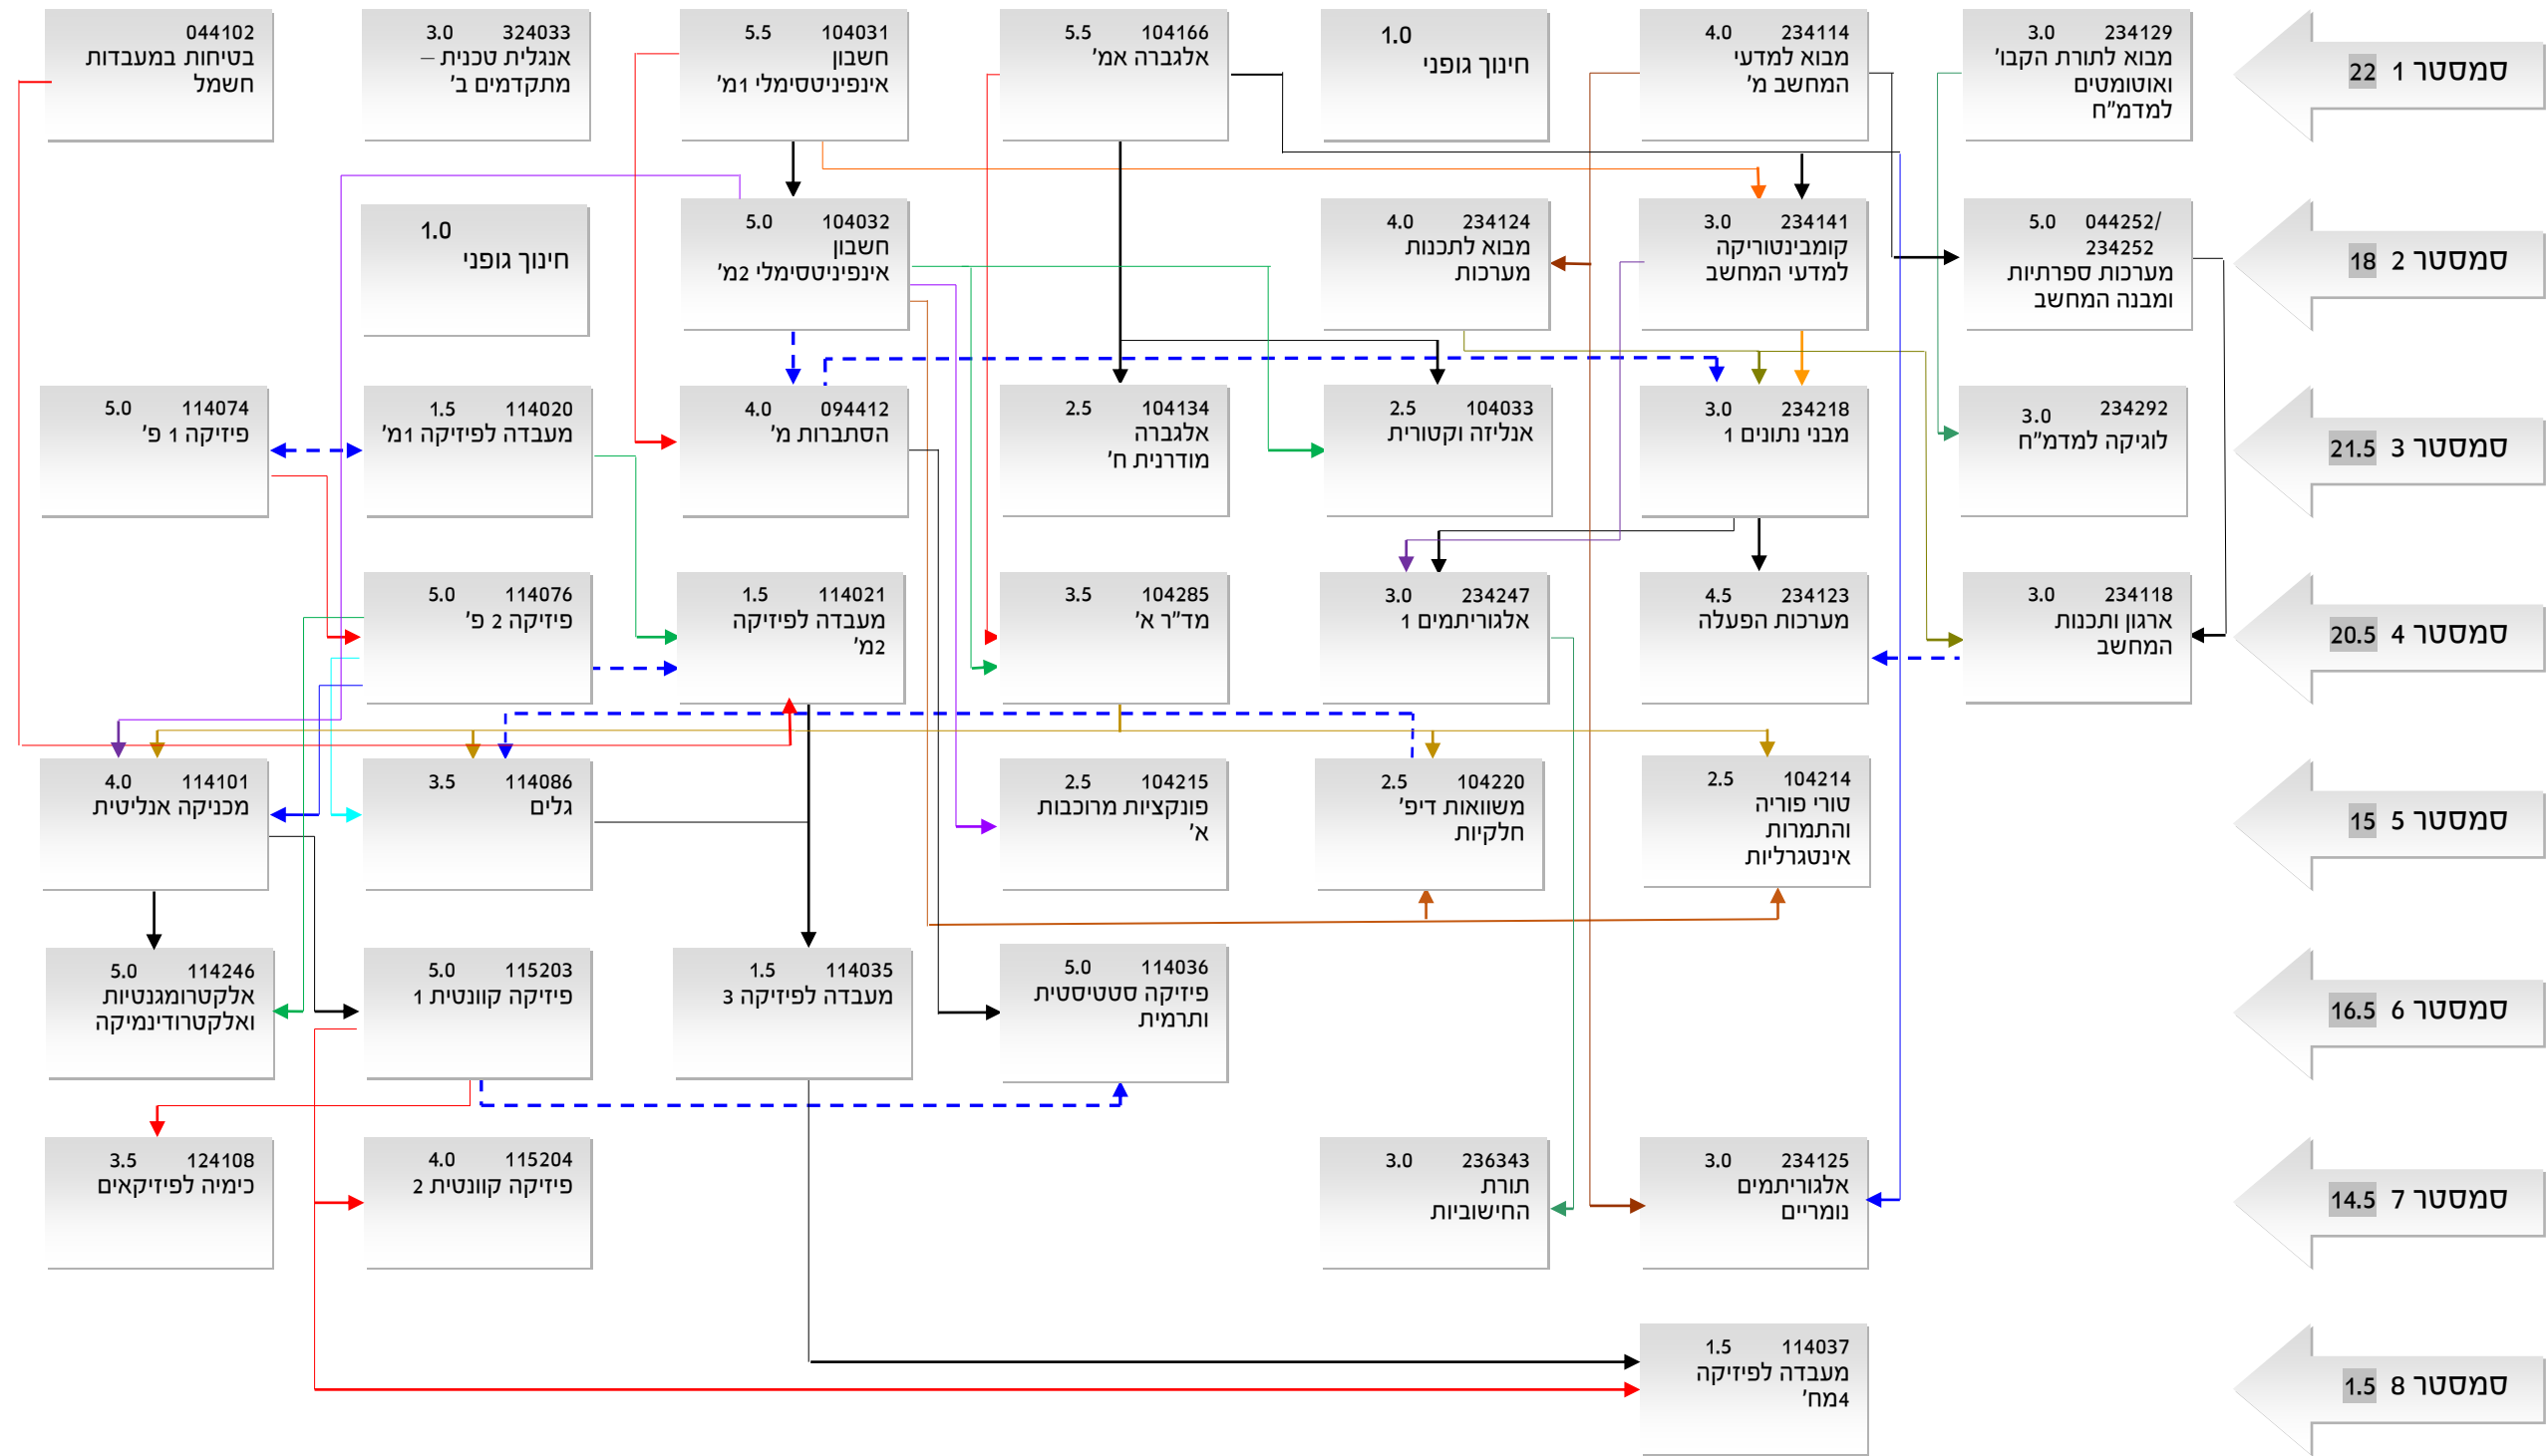 סמסטר 1 22
234129 3.0
מבוא לתורת הקבו'
ואוטומטים
למדמ"ח
234114 4.0
מבוא למדעי
המחשב מ'
1.0
חינוך גופני
104166 5.5
אלגברה אמ'
104031 5.5
חשבון
אינפיניטסימלי 1מ'
324033 3.0
אנגלית טכנית –
מתקדמים ב'
044102
בטיחות במעבדות
חשמל
סמסטר 2 18
044252/ 5.0
234252
מערכות ספרתיות
ומבנה המחשב
234141 3.0
קומבינטוריקה
למדעי המחשב
234124 4.0
מבוא לתכנות
מערכות
104032 5.0
חשבון
אינפיניטסימלי 2מ'
1.0
חינוך גופני
סמסטר 3 21.5
234292 3.0
לוגיקה למדמ"ח
234218 3.0
מבני נתונים 1
104033 2.5
אנליזה וקטורית
104134 2.5
אלגברה
מודרנית ח'
094412 4.0
הסתברות מ'
114020 1.5
מעבדה לפיזיקה 1מ'
114074 5.0
פיזיקה 1 פ'
סמסטר 4 20.5
234118 3.0
ארגון ותכנות
המחשב
234123 4.5
מערכות הפעלה
234247 3.0
אלגוריתמים 1
104285 3.5
מד"ר א'
114021 1.5
מעבדה לפיזיקה
2מ'
114076 5.0
פיזיקה 2 פ'
סמסטר 5 15
104214 2.5
טורי פוריה
והתמרות
אינטגרליות
104220 2.5
משוואות דיפ'
חלקיות
104215 2.5
פונקציות מרוכבות
א'
114086 3.5
גלים
114101 4.0
מכניקה אנליטית
סמסטר 6 16.5
114036 5.0
פיזיקה סטטיסטית
ותרמית
114035 1.5
מעבדה לפיזיקה 3
115203 5.0
פיזיקה קוונטית 1
114246 5.0
אלקטרומגנטיות
ואלקטרודינמיקה
סמסטר 7 14.5
234125 3.0
אלגוריתמים
נומריים
236343 3.0
תורת
החישוביות
115204 4.0
פיזיקה קוונטית 2
124108 3.5
כימיה לפיזיקאים
סמסטר 8 1.5
114037 1.5
מעבדה לפיזיקה
4מח'